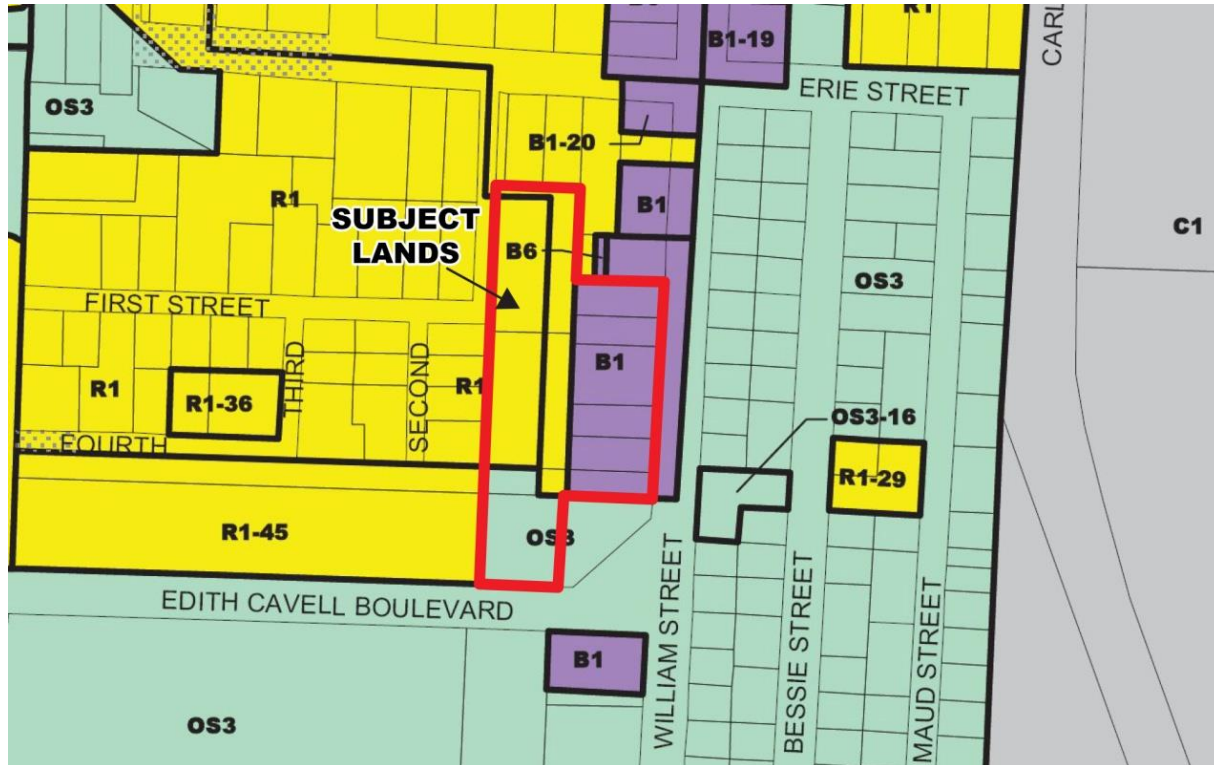 R1
B1-19
CARL
ERIE STREET
OS3
B1-20
R1
B1
SUBJECT
LANDS
B6
C1
OS3
FIRST STREET
B1
THIRD
SECOND
R1
R1-36
R1
OS3-16
FOURTH
R1-29
R1-45
OS3
EDITH CAVELL BOULEVARD
WILLIAM STREET
BESSIE STREET
MAUD STREET
B1
OS3